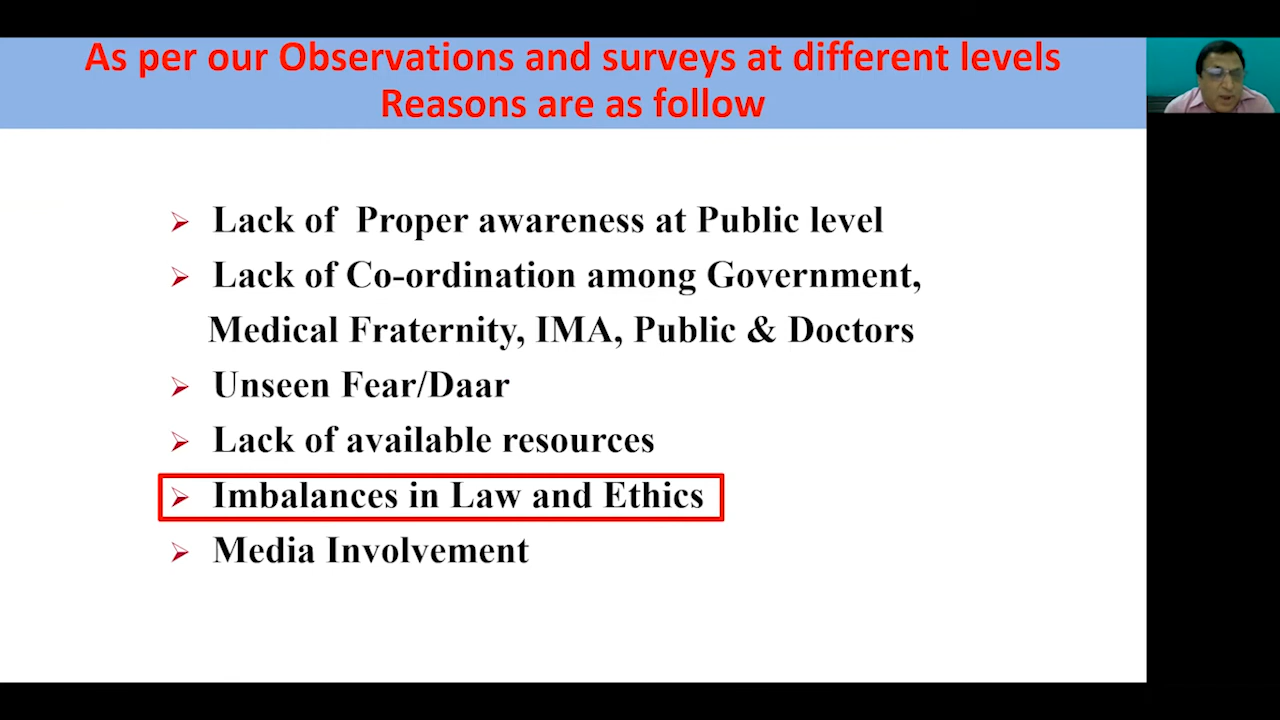 As per our Observations and surveys at different levels
Reasons are as follow
Lack of Proper awareness at Public level
Lack of Co-ordination among Government,
Medical Fraternity, IMA, Public & Doctors
Unseen Fear/Daar
Lack of available resources
Imbalances in Law and Ethics
Media Involvement